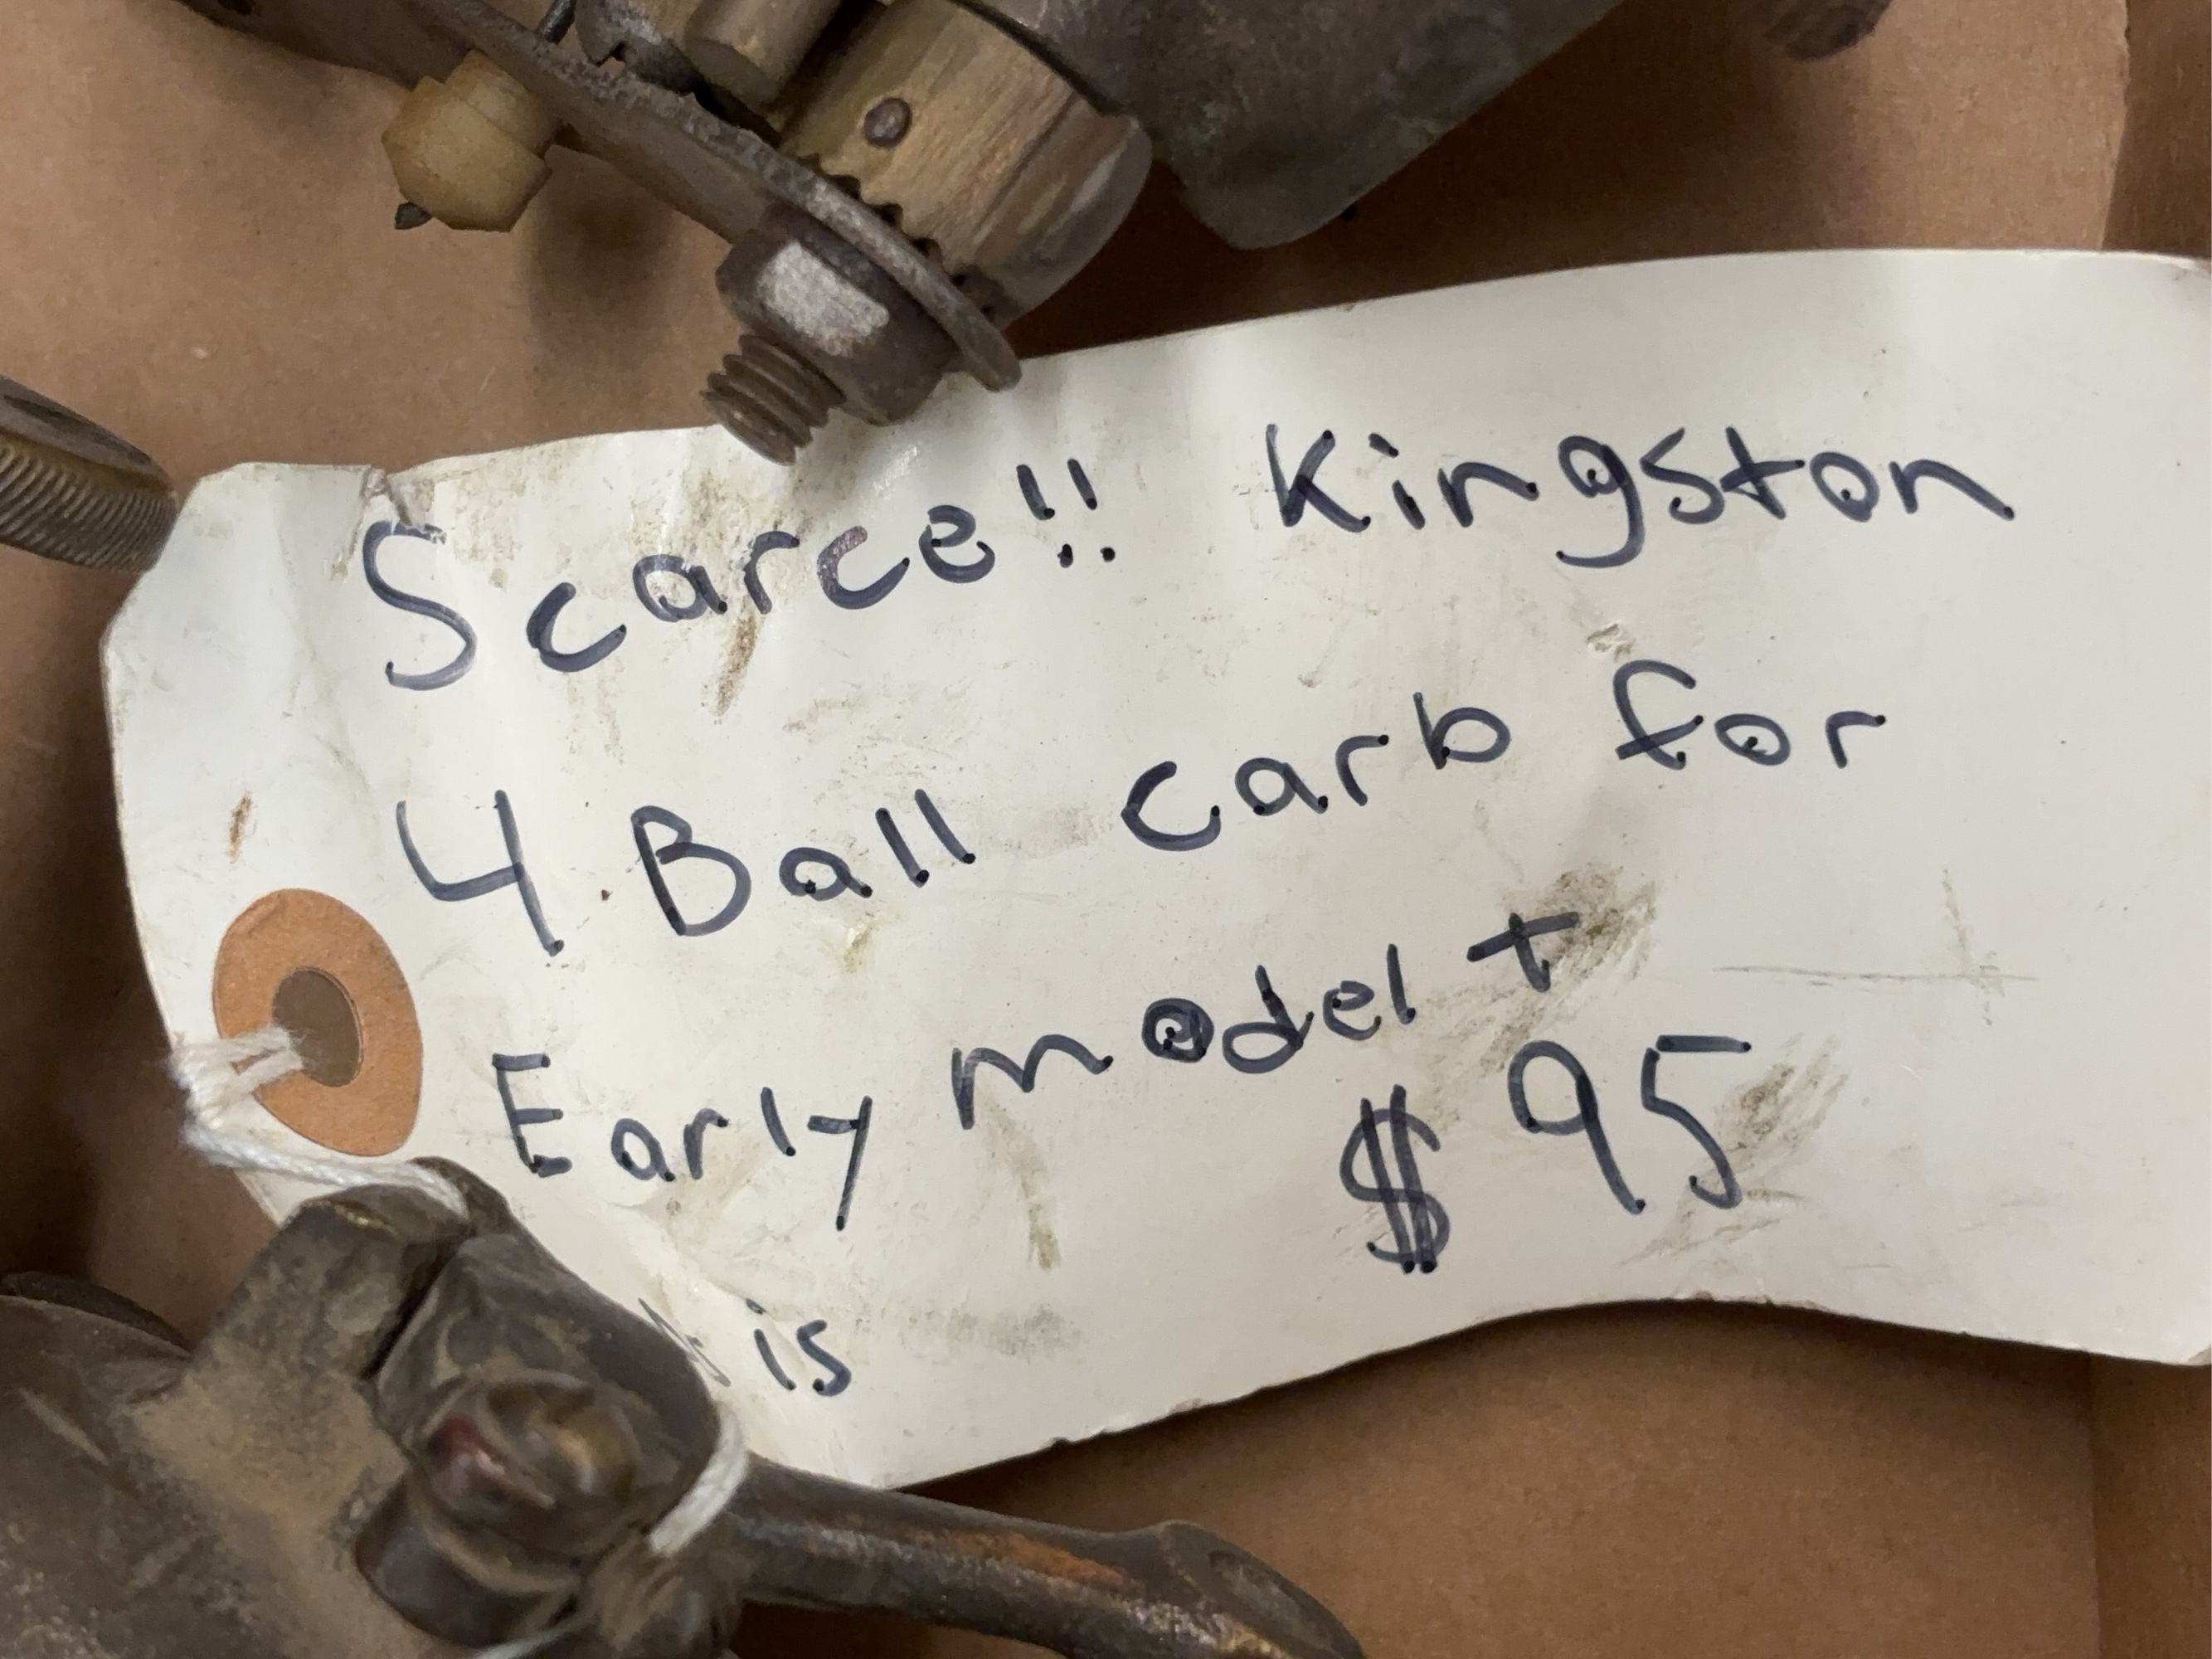 Scarce!! Kingston
4 Ball carb for
Early model T
$95
is